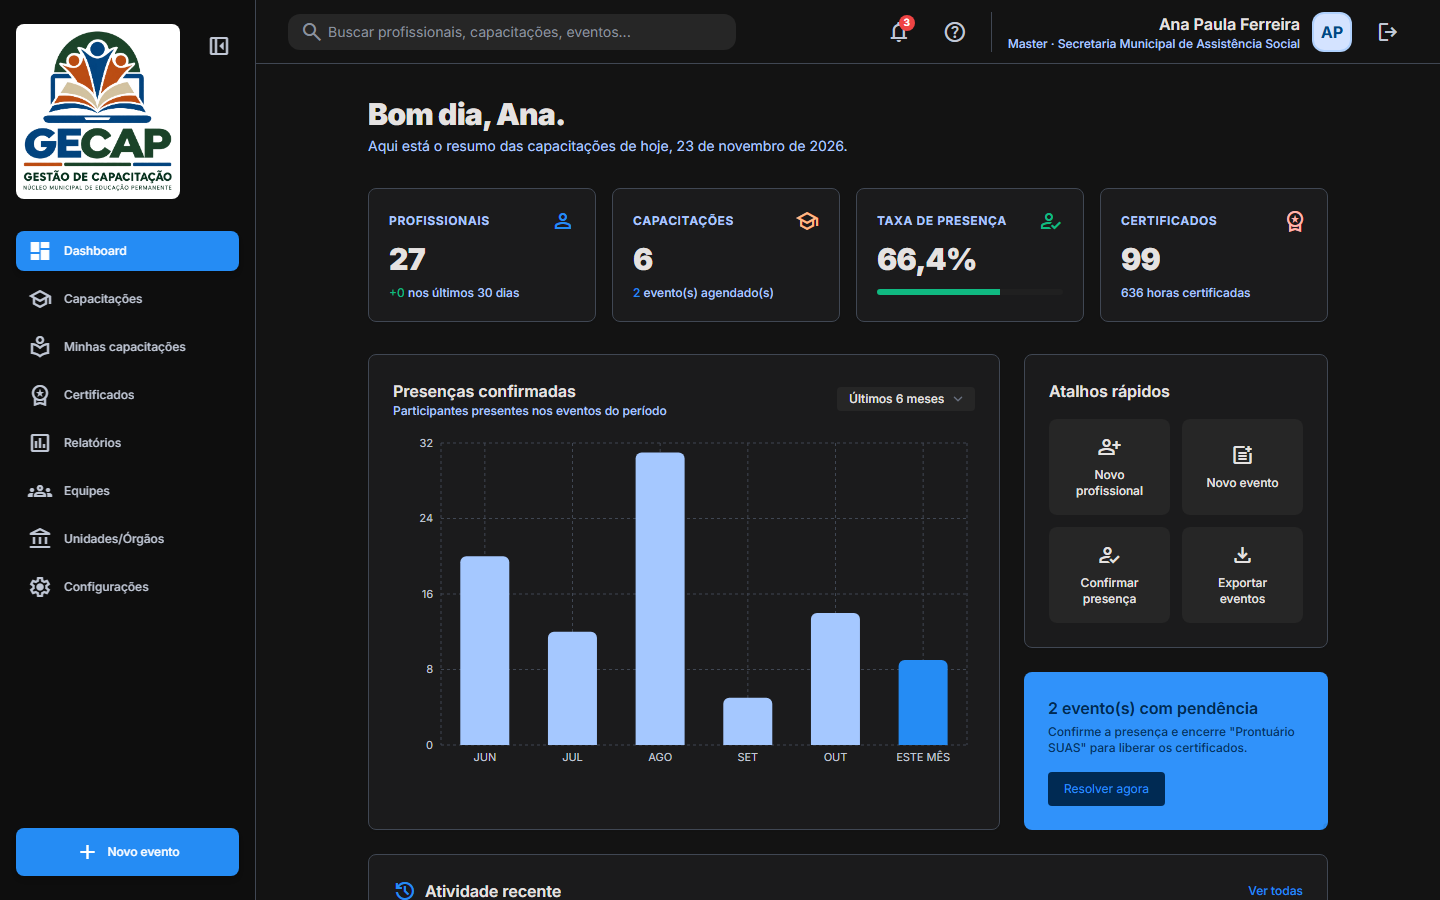 GECAP
GESTÃO DE CAPACITAÇÃO
NÚCLEO MUNICIPAL DE EDUCAÇÃO PERMANENTE
Dashboard
Capacitações
Minhas capacitações
Certificados
Relatórios
Equipes
Unidades/Órgãos
Configurações
Novo evento
Buscar profissionais, capacitações, eventos...
3
Ana Paula Ferreira
Master · Secretaria Municipal de Assistência Social
AP
Bom dia, Ana.
Aqui está o resumo das capacitações de hoje, 23 de novembro de 2026.
PROFISSIONAIS
27
+0 nos últimos 30 dias
CAPACITAÇÕES
6
2 evento(s) agendado(s)
TAXA DE PRESENÇA
66,4%
CERTIFICADOS
99
636 horas certificadas
Presenças confirmadas
Participantes presentes nos eventos do período
Últimos 6 meses
32
24
16
8
0
JUN
JUL
AGO
SET
OUT
ESTE MÊS
Atalhos rápidos
Novo
profissional
Novo evento
Confirmar
presença
Exportar
eventos
2 evento(s) com pendência
Confirme a presença e encerre "Prontuário
SUAS" para liberar os certificados.
Resolver agora
Atividade recente
Ver todas